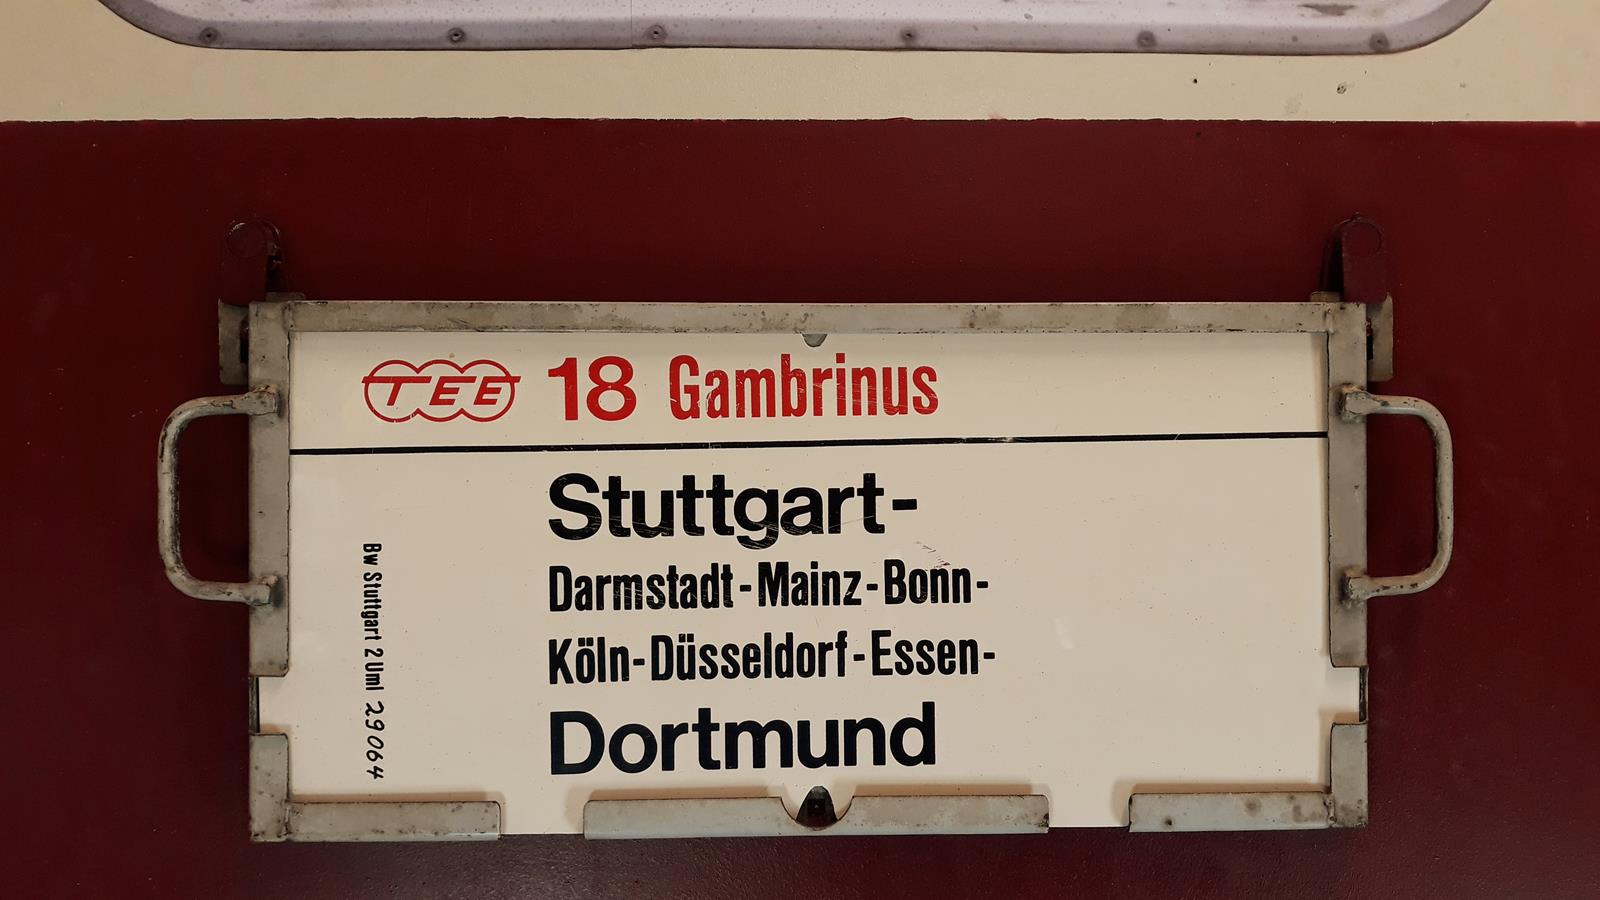 TEE 18 Gambrinus
Stuttgart-
Darmstadt-Mainz-Bonn-
Köln-Düsseldorf-Essen-
Dortmund
Bw Stuttgart 2 Uml 29064